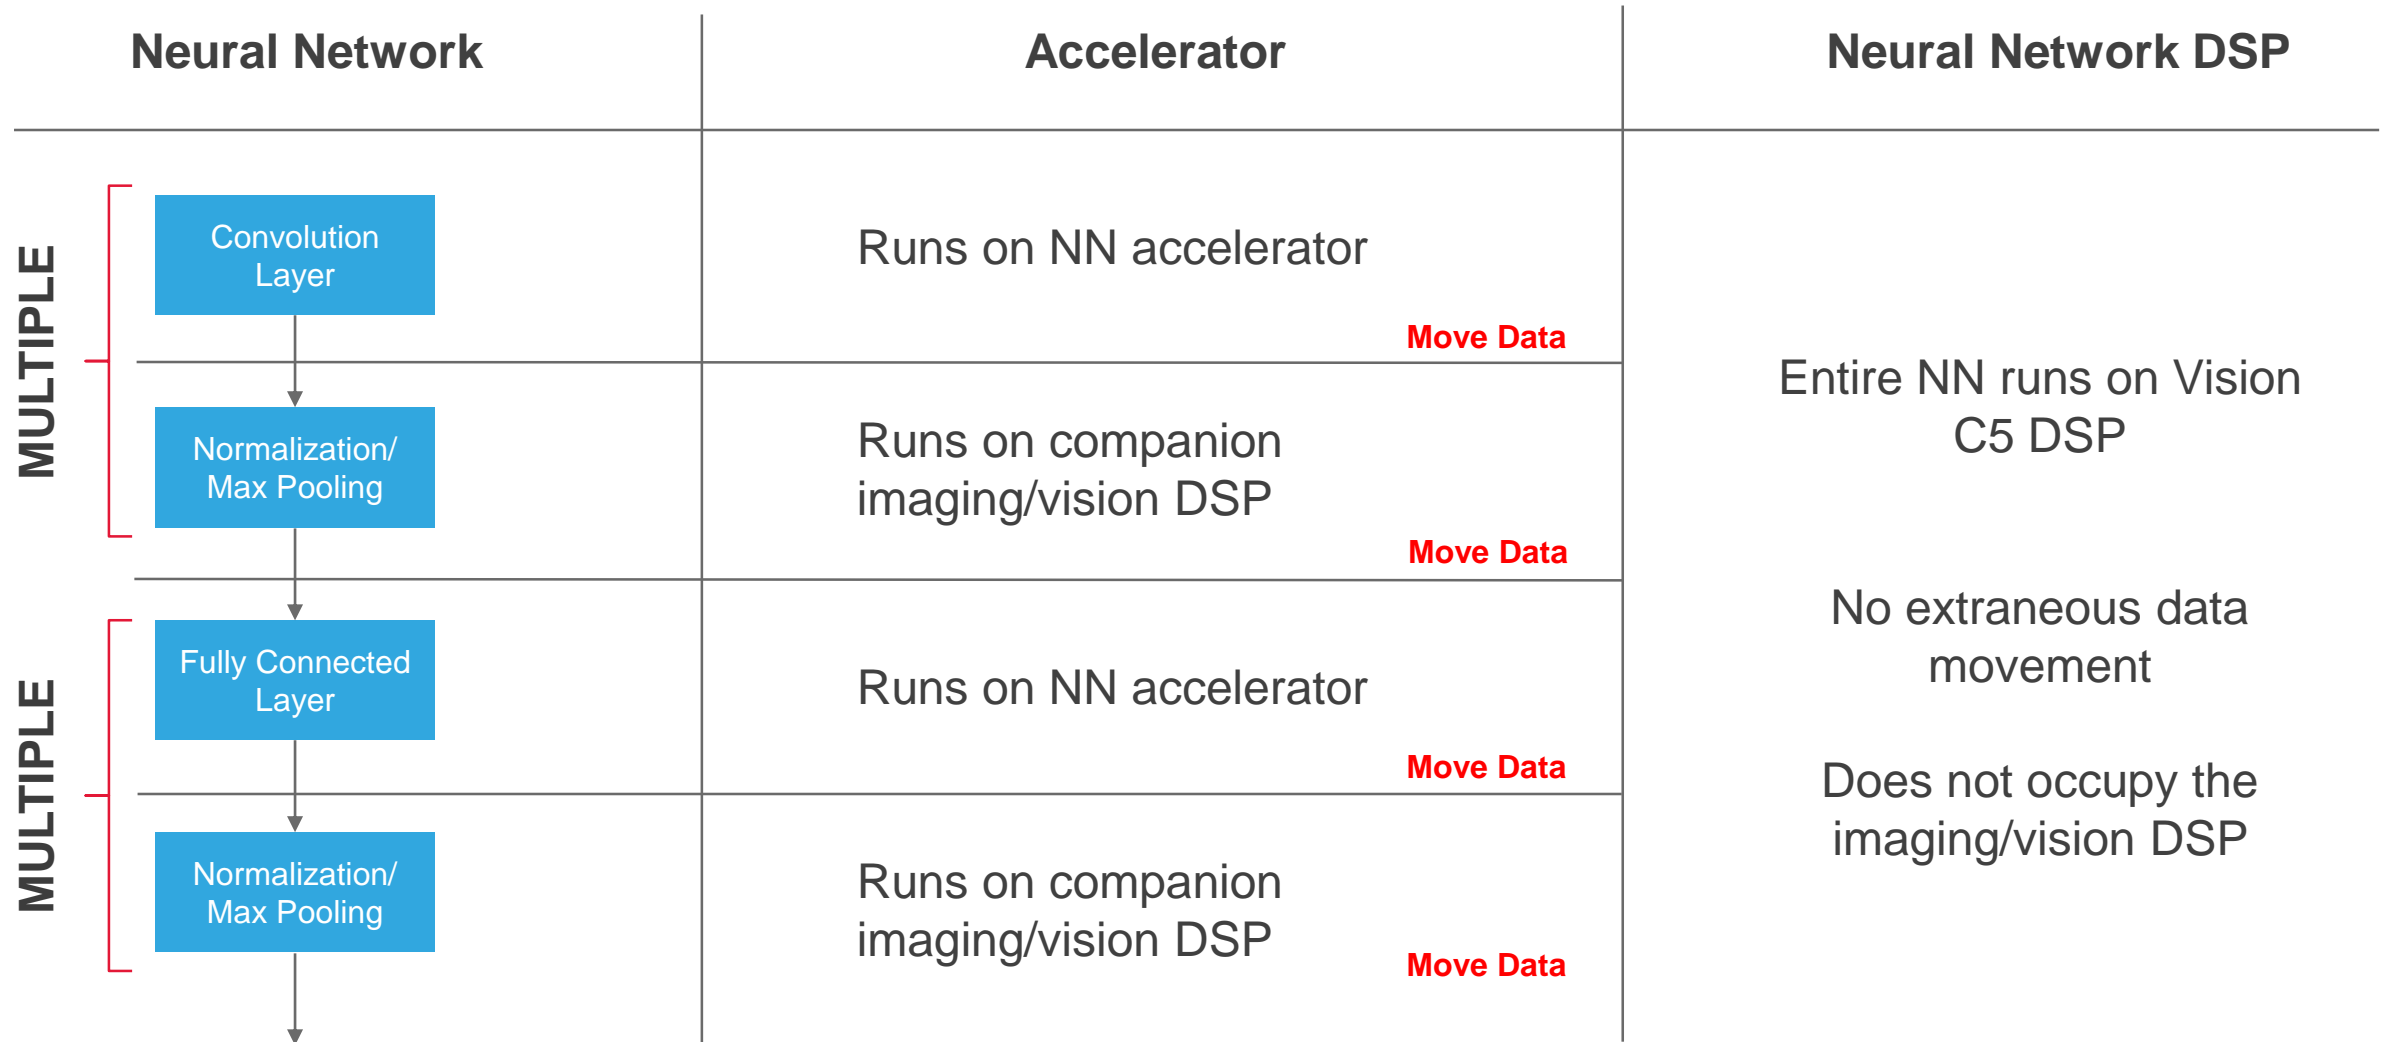 Neural Network
Accelerator
Neural Network DSP
MULTIPLE
Convolution
Layer
Runs on NN accelerator
Move Data
Normalization/
Max Pooling
Runs on companion
imaging/vision DSP
Move Data
MULTIPLE
Fully Connected
Layer
Runs on NN accelerator
Move Data
Normalization/
Max Pooling
Runs on companion
imaging/vision DSP
Move Data
Entire NN runs on Vision
C5 DSP
No extraneous data
movement
Does not occupy the
imaging/vision DSP